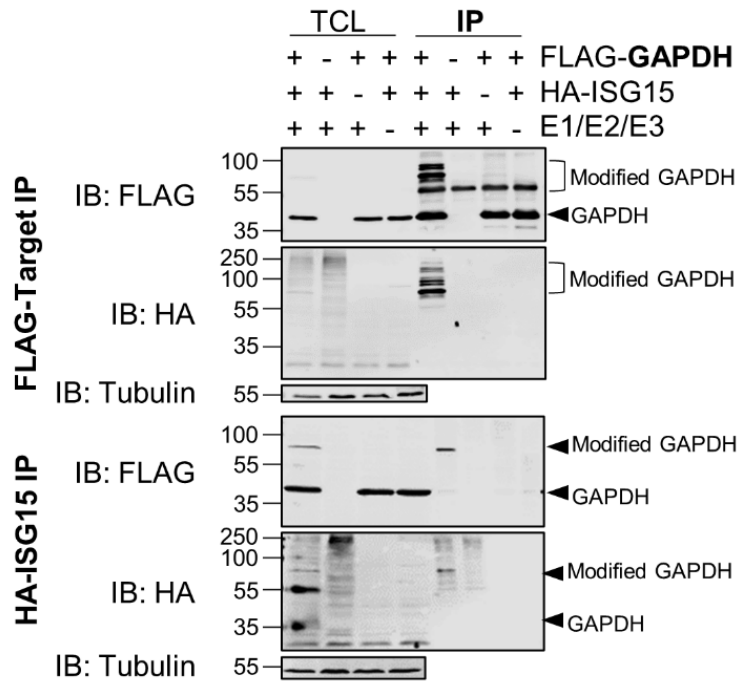 TCL IP
+ - + + + - + + FLAG-GAPDH
+ + - + + + - + HA-ISG15
+ + + - + + + - E1/E2/E3
FLAG-Target IP
IB: FLAG
100
55
35
Modified GAPDH
GAPDH
IB: HA
250
100
55
35
Modified GAPDH
IB: Tubulin
55
HA-ISG15 IP
IB: FLAG
100
55
35
Modified GAPDH
GAPDH
IB: HA
250
100
55
35
Modified GAPDH
GAPDH
IB: Tubulin
55